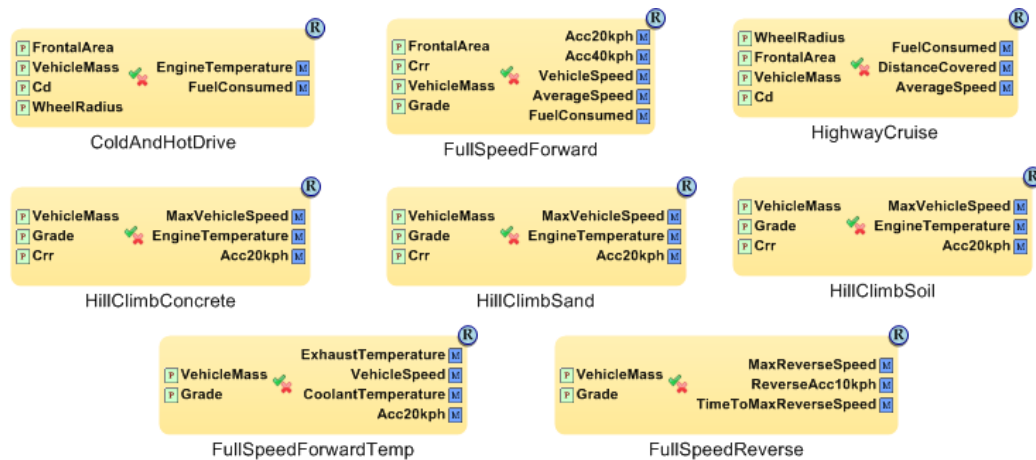 R
P FrontalArea
P VehicleMass
P Cd
P WheelRadius
EngineTemperature M
FuelConsumed M
ColdAndHotDrive
R
P FrontalArea
P Crr
P VehicleMass
P Grade
Acc20kph M
Acc40kph M
VehicleSpeed M
AverageSpeed M
FuelConsumed M
FullSpeedForward
R
P WheelRadius
P FrontalArea
P VehicleMass
P Cd
FuelConsumed M
DistanceCovered M
AverageSpeed M
HighwayCruise
R
P VehicleMass
P Grade
P Crr
MaxVehicleSpeed M
EngineTemperature M
Acc20kph M
HillClimbConcrete
R
P VehicleMass
P Grade
P Crr
MaxVehicleSpeed M
EngineTemperature M
Acc20kph M
HillClimbSand
R
P VehicleMass
P Grade
P Crr
MaxVehicleSpeed M
EngineTemperature M
Acc20kph M
HillClimbSoil
R
P VehicleMass
P Grade
ExhaustTemperature M
VehicleSpeed M
CoolantTemperature M
Acc20kph M
FullSpeedForwardTemp
R
P VehicleMass
P Grade
MaxReverseSpeed M
ReverseAcc10kph M
TimeToMaxReverseSpeed M
FullSpeedReverse